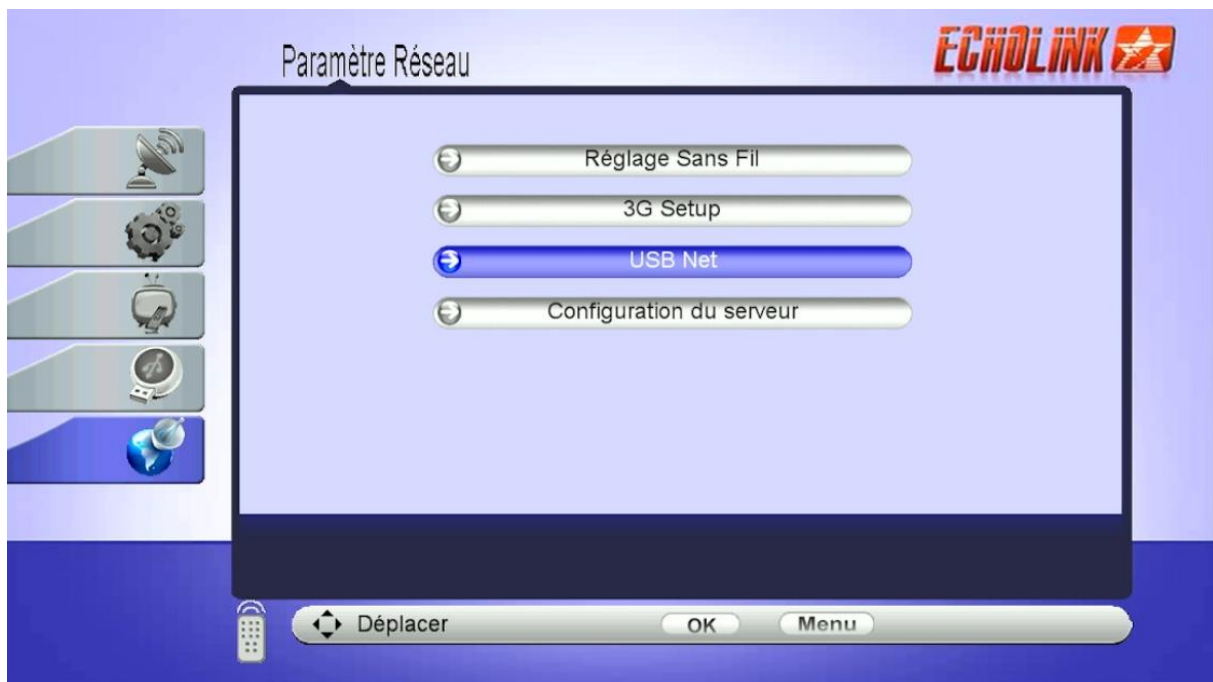 Paramètre Réseau
ECHOLINK
Réglage Sans Fil
3G Setup
USB Net
Configuration du serveur
Déplacer OK Menu